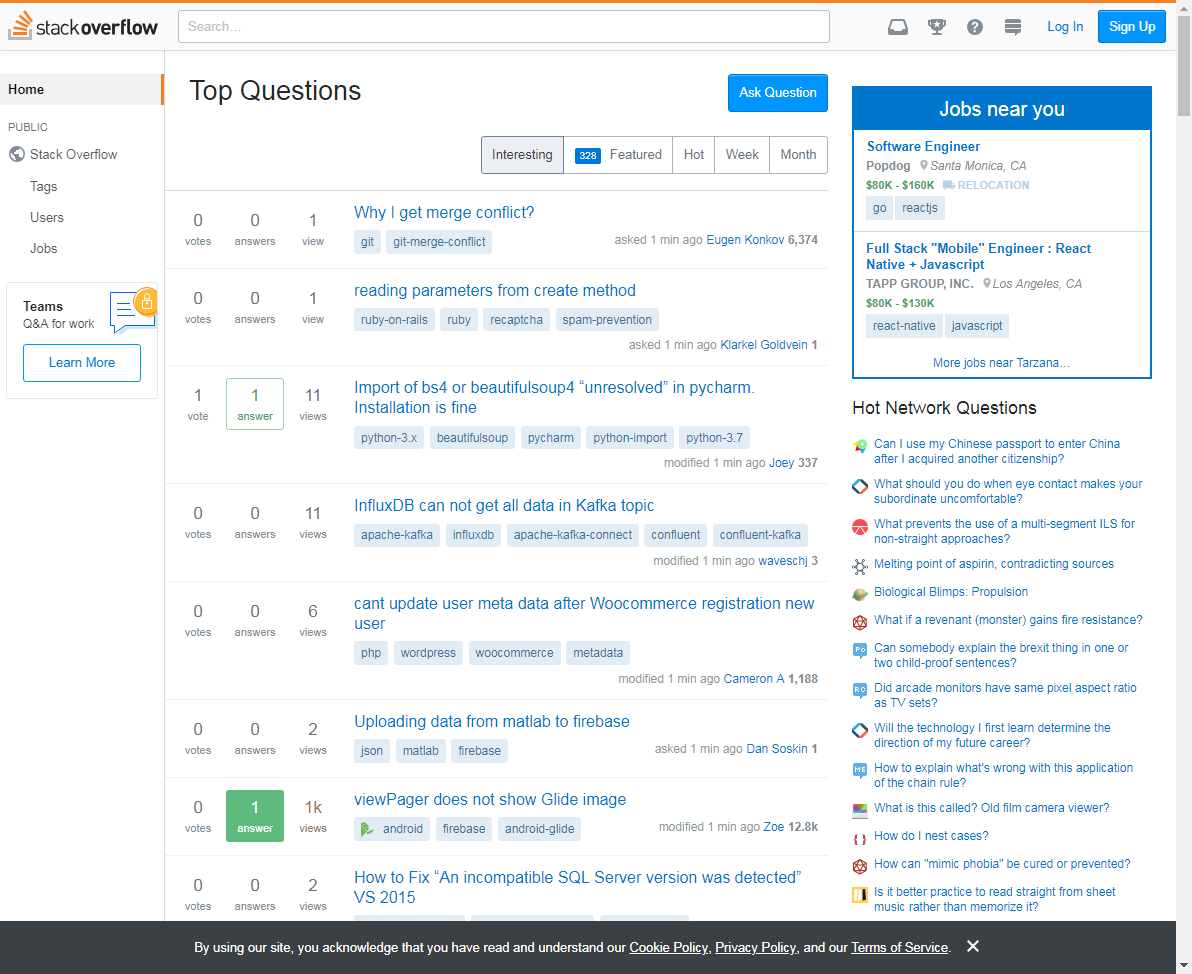 stackoverflow
Search...
Log In
Sign Up
Home
PUBLIC
Stack Overflow
Tags
Users
Jobs
Teams
Q&A for work
Learn More
Top Questions
Ask Question
Interesting 328 Featured Hot Week Month
0 votes 0 answers 1 view
Why I get merge conflict?
git git-merge-conflict
asked 1 min ago Eugen Konkov 6,374
0 votes 0 answers 1 view
reading parameters from create method
ruby-on-rails ruby recaptcha spam-prevention
asked 1 min ago Klarkel Goldvein 1
1 vote 1 answer 11 views
Import of bs4 or beautifulsoup4 “unresolved” in pycharm.
Installation is fine
python-3.x beautifulsoup pycharm python-import python-3.7
modified 1 min ago Joey 337
0 votes 0 answers 11 views
InfluxDB can not get all data in Kafka topic
apache-kafka influxdb apache-kafka-connect confluent confluent-kafka
modified 1 min ago waveschj 3
0 votes 0 answers 6 views
cant update user meta data after Woocommerce registration new
user
php wordpress woocommerce metadata
modified 1 min ago Cameron A 1,188
0 votes 0 answers 2 views
Uploading data from matlab to firebase
json matlab firebase
asked 1 min ago Dan Soskin 1
0 votes 1 answer 1k views
viewPager does not show Glide image
android firebase android-glide
modified 1 min ago Zoe 12.8k
0 votes 0 answers 2 views
How to Fix “An incompatible SQL Server version was detected”
VS 2015
Jobs near you
Software Engineer
Popdog Santa Monica, CA
$80K - $160K RELOCATION
go reactjs
Full Stack "Mobile" Engineer : React
Native + Javascript
TAPP GROUP, INC. Los Angeles, CA
$80K - $130K
react-native javascript
More jobs near Tarzana...
Hot Network Questions
Can I use my Chinese passport to enter China
after I acquired another citizenship?
What should you do when eye contact makes your
subordinate uncomfortable?
What prevents the use of a multi-segment ILS for
non-straight approaches?
Melting point of aspirin, contradicting sources
Biological Blimps: Propulsion
What if a revenant (monster) gains fire resistance?
Can somebody explain the brexit thing in one or
two child-proof sentences?
Did arcade monitors have same pixel aspect ratio
as TV sets?
Will the technology I first learn determine the
direction of my future career?
How to explain what's wrong with this application
of the chain rule?
What is this called? Old film camera viewer?
How do I nest cases?
How can "mimic phobia" be cured or prevented?
Is it better practice to read straight from sheet
music rather than memorize it?
By using our site, you acknowledge that you have read and understand our Cookie Policy, Privacy Policy, and our Terms of Service.